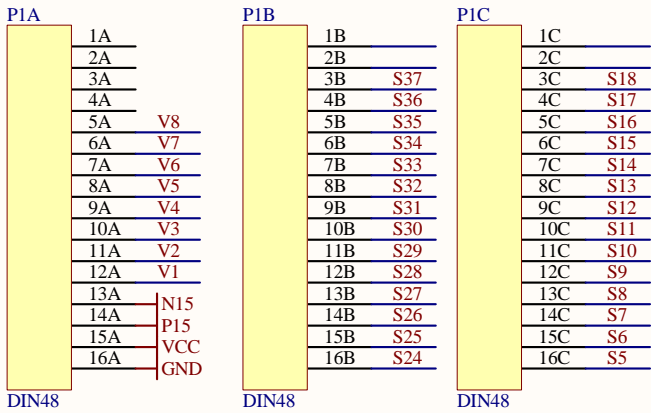 P1A P1B P1C
1A 1B 1C
2A 2B 2C
3A 3B S37 3C S18
4A 4B S36 4C S17
5A V8 5B S35 5C S16
6A V7 6B S34 6C S15
7A V6 7B S33 7C S14
8A V5 8B S32 8C S13
9A V4 9B S31 9C S12
10A V3 10B S30 10C S11
11A V2 11B S29 11C S10
12A V1 12B S28 12C S9
13A N15 13B S27 13C S8
14A P15 14B S26 14C S7
15A VCC 15B S25 15C S6
16A GND 16B S24 16C S5
DIN48 DIN48 DIN48